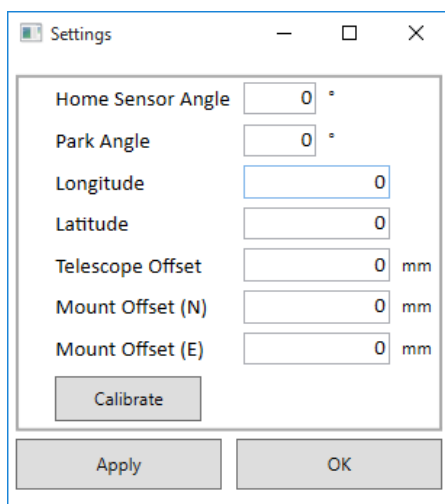 Settings
Home Sensor Angle 0 °
Park Angle 0 °
Longitude 0
Latitude 0
Telescope Offset 0 mm
Mount Offset (N) 0 mm
Mount Offset (E) 0 mm
Calibrate
Apply OK